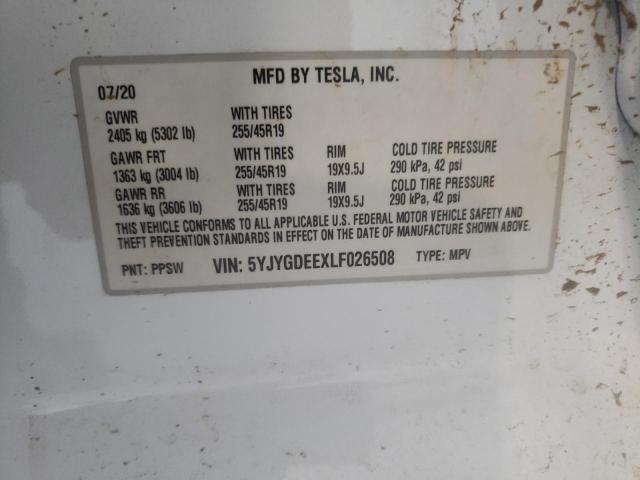 MFD BY TESLA, INC.
07/20
GVWR WITH TIRES
2405 kg (5302 lb) 255/45R19
GAWR FRT WITH TIRES RIM COLD TIRE PRESSURE
1363 kg (3004 lb) 255/45R19 19X9.5J 290 kPa, 42 psi
GAWR RR WITH TIRES RIM COLD TIRE PRESSURE
1636 kg (3606 lb) 255/45R19 19X9.5J 290 kPa, 42 psi
THIS VEHICLE CONFORMS TO ALL APPLICABLE U.S. FEDERAL MOTOR VEHICLE SAFETY AND
THEFT PREVENTION STANDARDS IN EFFECT ON THE DATE OF MANUFACTURE SHOWN ABOVE.
PNT: PPSW VIN: 5YJYGDEEXLF026508 TYPE: MPV